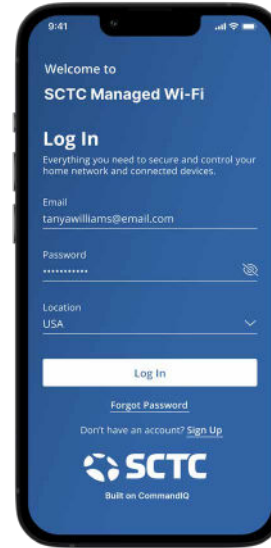 9:41
Welcome to
SCTC Managed Wi-Fi
Log In
Everything you need to secure and control your
home network and connected devices.
Email
tanyawilliams@email.com
Password
•••••••••••
Location
USA
Log In
Forgot Password
Don't have an account? Sign Up
SCTC
Built on CommandIQ